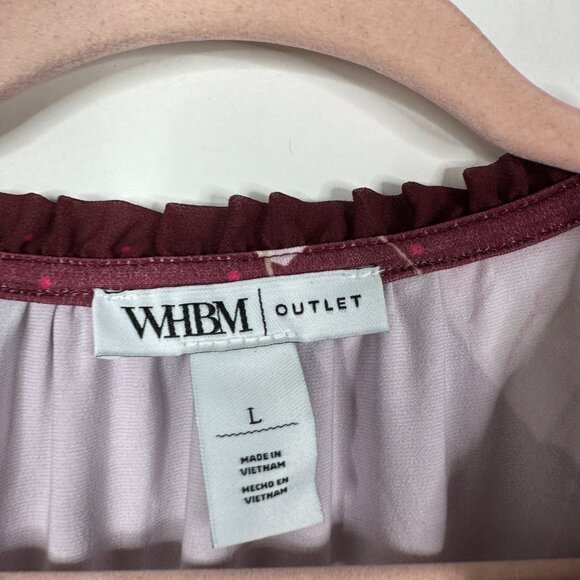 WHBM | OUTLET
L
MADE IN
VIETNAM
HECHO EN
VIETNAM